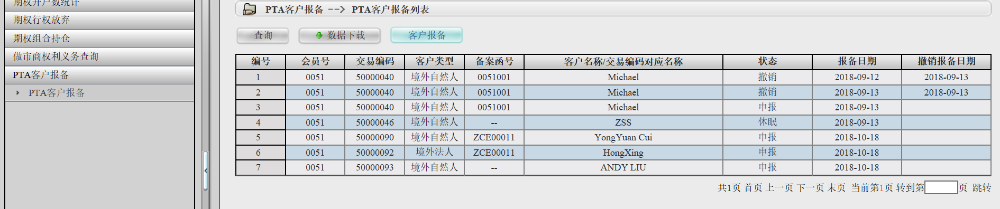 期权开户数统计
期权行权放弃
期权组合持仓
做市商权利义务查询
PTA客户报备
PTA客户报备
PTA客户报备 --> PTA客户报备列表
查询 数据下载 客户报备
编号 会员号 交易编码 客户类型 备案函号 客户名称/交易编码对应名称 状态 报备日期 撤销报备日期
1 0051 50000040 境外自然人 0051001 Michael 撤销 2018-09-12 2018-09-13
2 0051 50000040 境外自然人 0051001 Michael 撤销 2018-09-13 2018-09-13
3 0051 50000040 境外自然人 0051001 Michael 申报 2018-09-13
4 0051 50000046 境外自然人 -- ZSS 休眠 2018-09-13
5 0051 50000090 境外自然人 ZCE00011 YongYuan Cui 申报 2018-10-18
6 0051 50000092 境外法人 ZCE00011 HongXing 申报 2018-10-18
7 0051 50000093 境外自然人 -- ANDY LIU 申报 2018-10-18
共1页 首页 上一页 下一页 末页 当前第1页 转到第 页 跳转